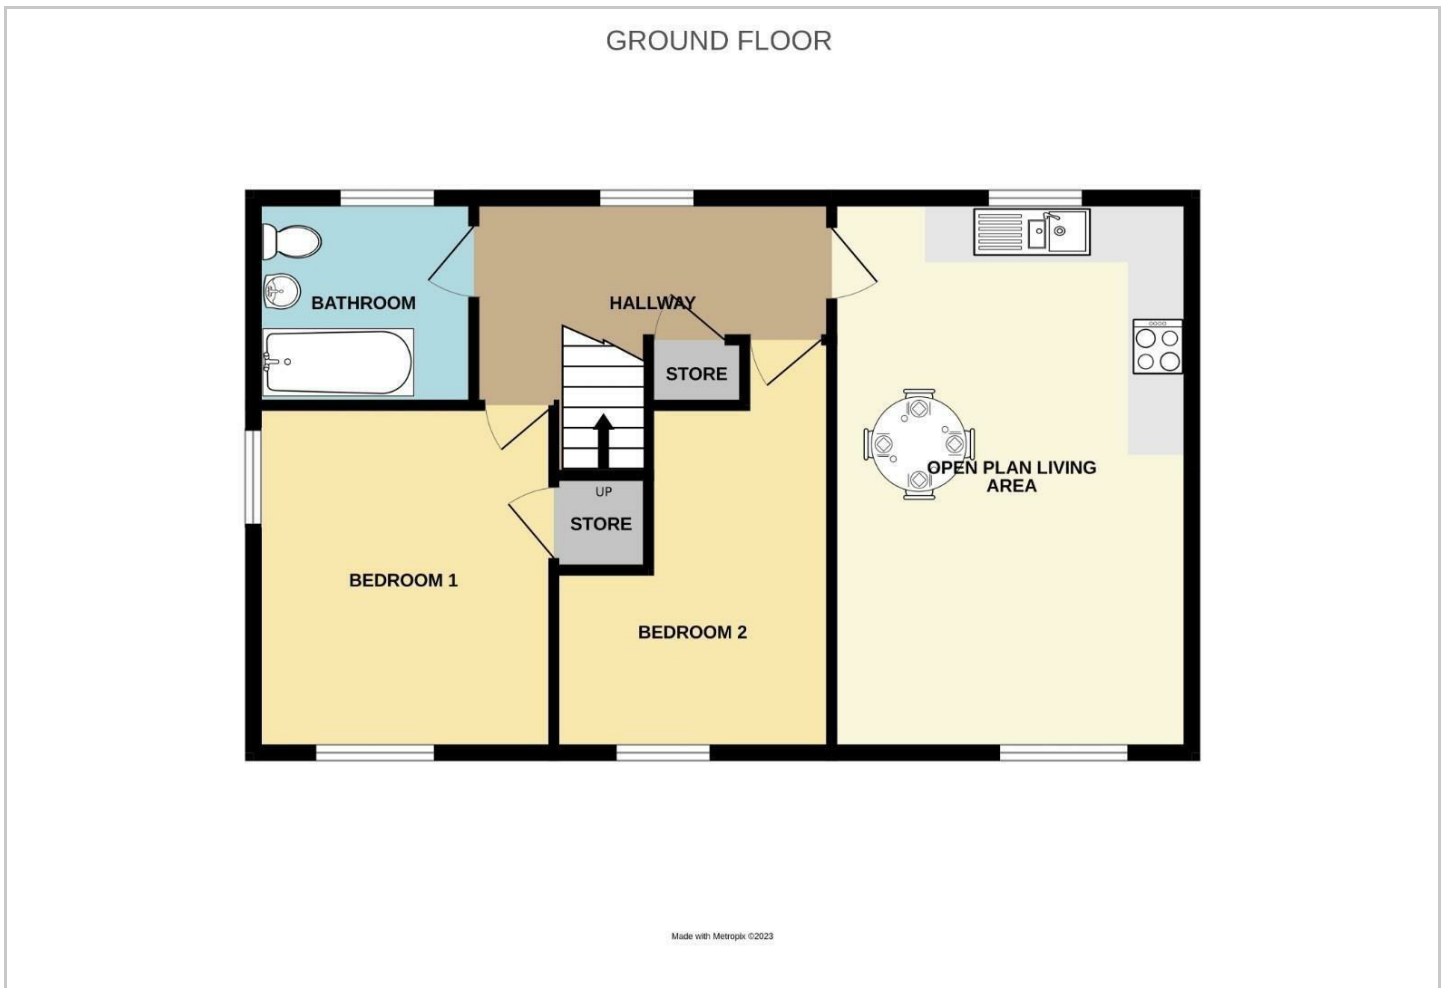 GROUND FLOOR
BATHROOM
HALLWAY
STORE
OPEN PLAN LIVING
AREA
UP
STORE
BEDROOM 1
BEDROOM 2
Made with Metropix ©2023